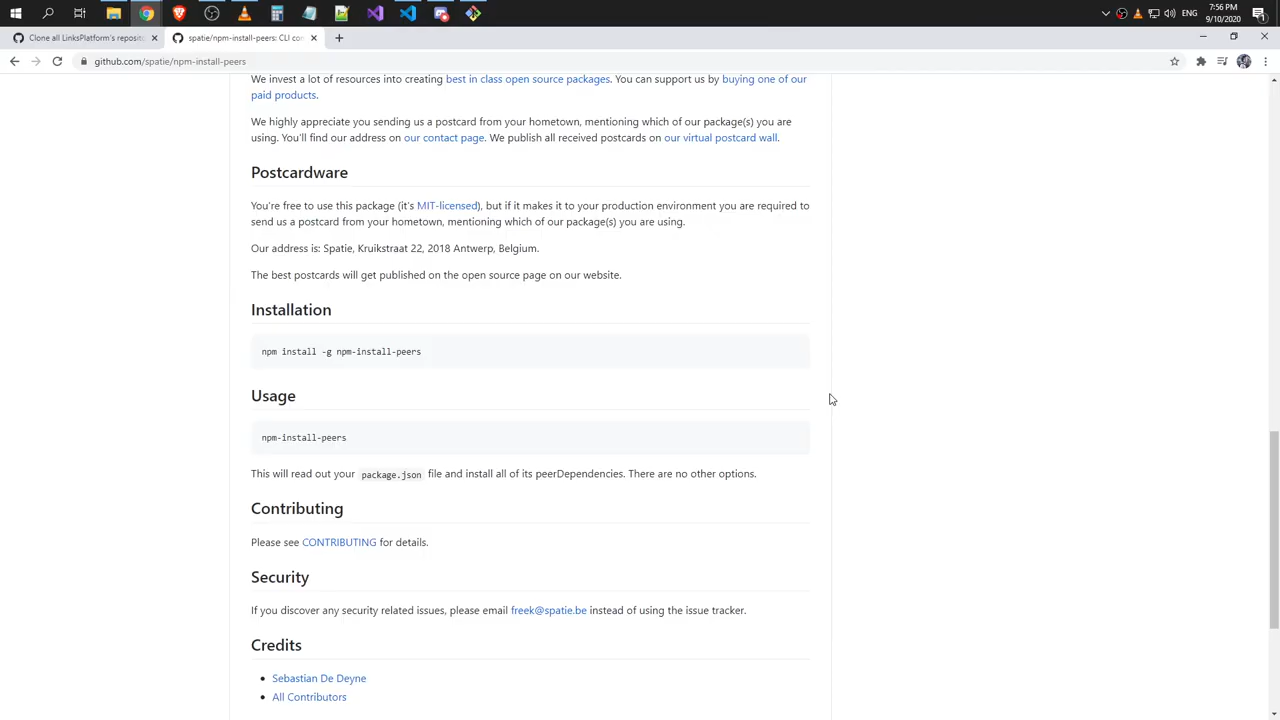 7:56 PM
ENG
9/10/2020
1
Clone all LinksPlatform's reposito
spatie/npm-install-peers: CLI co
github.com/spatie/npm-install-peers
We invest a lot of resources into creating best in class open source packages. You can support us by buying one of our
paid products.
We highly appreciate you sending us a postcard from your hometown, mentioning which of our package(s) you are
using. You'll find our address on our contact page. We publish all received postcards on our virtual postcard wall.
Postcardware
You're free to use this package (it's MIT-licensed), but if it makes it to your production environment you are required to
send us a postcard from your hometown, mentioning which of our package(s) you are using.
Our address is: Spatie, Kruikstraat 22, 2018 Antwerp, Belgium.
The best postcards will get published on the open source page on our website.
Installation
npm install -g npm-install-peers
Usage
npm-install-peers
This will read out your package.json file and install all of its peerDependencies. There are no other options.
Contributing
Please see CONTRIBUTING for details.
Security
If you discover any security related issues, please email freek@spatie.be instead of using the issue tracker.
Credits
Sebastian De Deyne
All Contributors